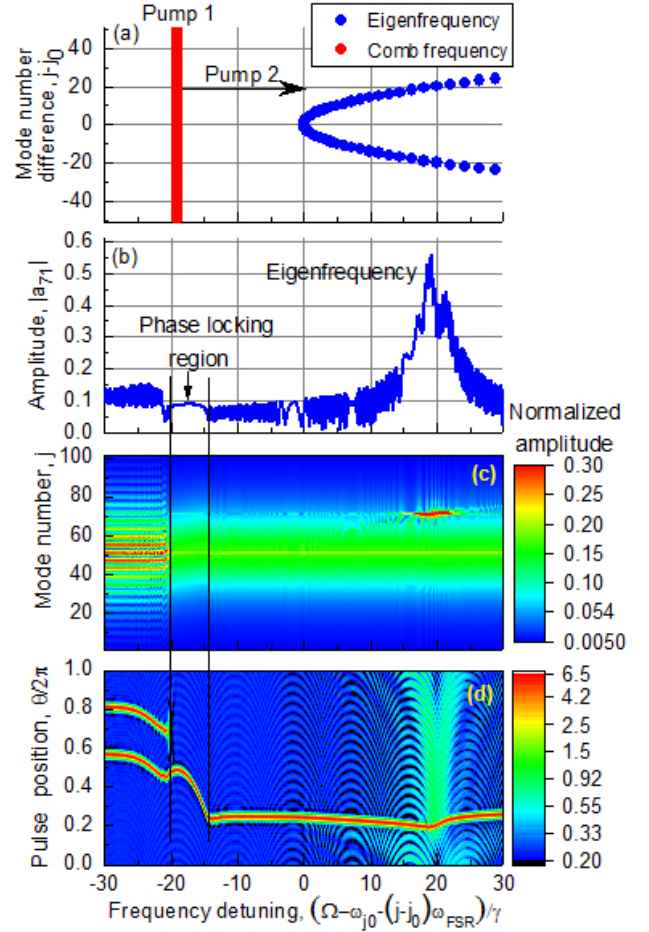 Pump 1
(a)
Eigenfrequency
Comb frequency
Pump 2
Mode number
difference, j-j0
40
20
0
-20
-40
(b)
Eigenfrequency
Phase locking
region
Amplitude, |a71|
0.6
0.5
0.4
0.3
0.2
0.1
0.0
Normalized
amplitude
(c)
Mode number, j
100
80
60
40
20
0.30
0.25
0.20
0.15
0.10
0.054
0.0050
(d)
Pulse position, θ/2π
1.0
0.8
0.6
0.4
0.2
0.0
6.5
4.2
2.5
1.5
0.92
0.55
0.33
0.20
-30 -20 -10 0 10 20 30
Frequency detuning, (Ω-ωj0-(j-j0)ωFSR)/γ